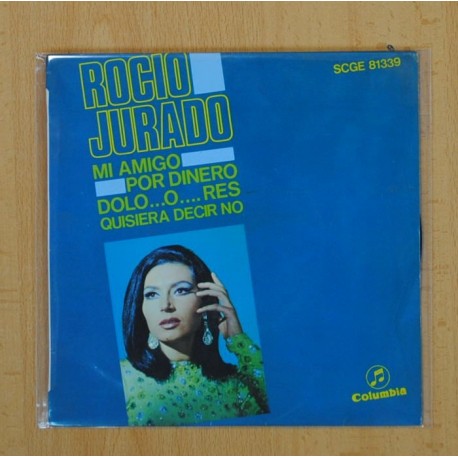 ROCIO
JURADO
SCGE 81339
MI AMIGO
POR DINERO
DOLO...O....RES
QUISIERA DECIR NO
Columbia